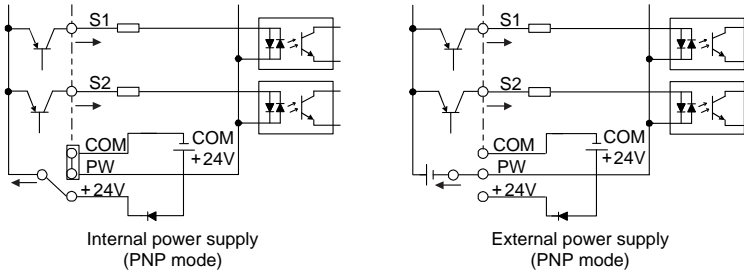 S1
S2
COM
COM
+24V
PW
+24V
Internal power supply
(PNP mode)
S1
S2
COM
COM
+24V
PW
+24V
External power supply
(PNP mode)